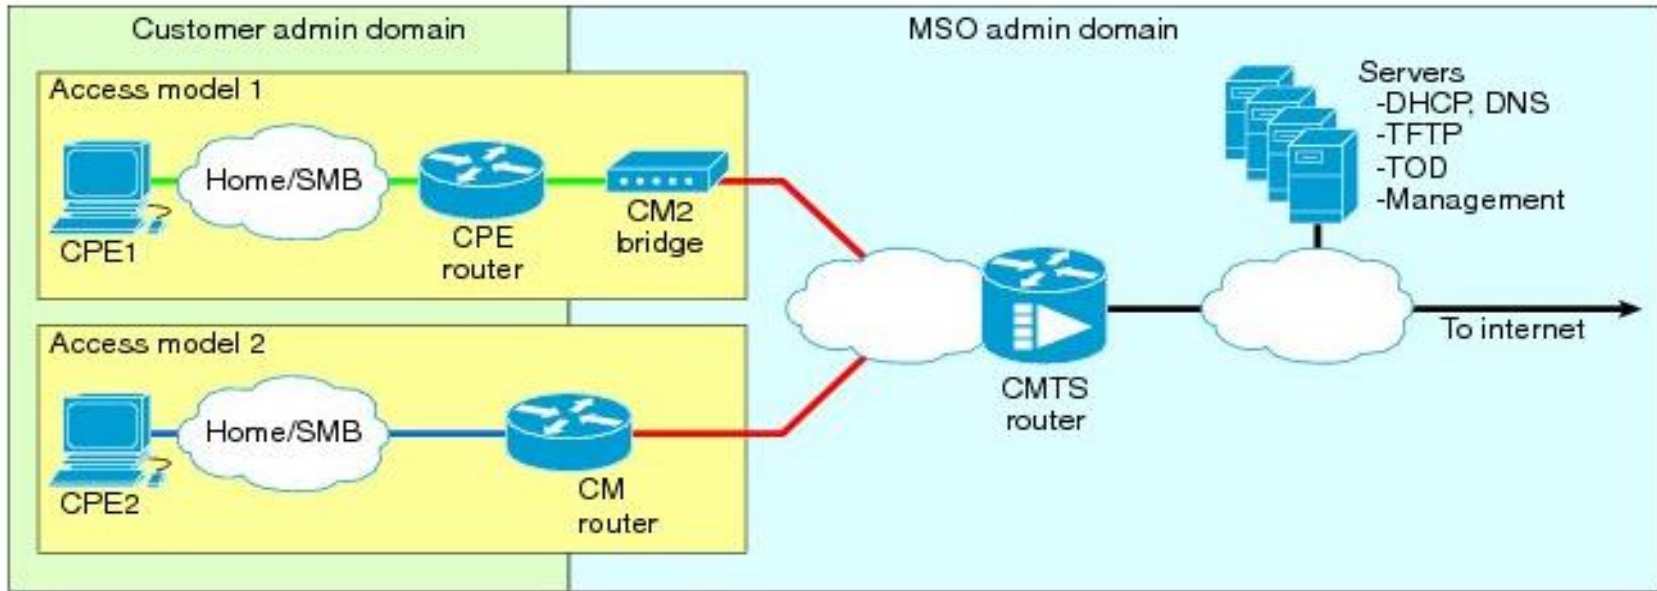 Customer admin domain
MSO admin domain
Access model 1
Home/SMB
CPE1
CPE
router
CM2
bridge
Access model 2
Home/SMB
CPE2
CM
router
CMTS
router
Servers
-DHCP, DNS
-TFTP
-TOD
-Management
To internet